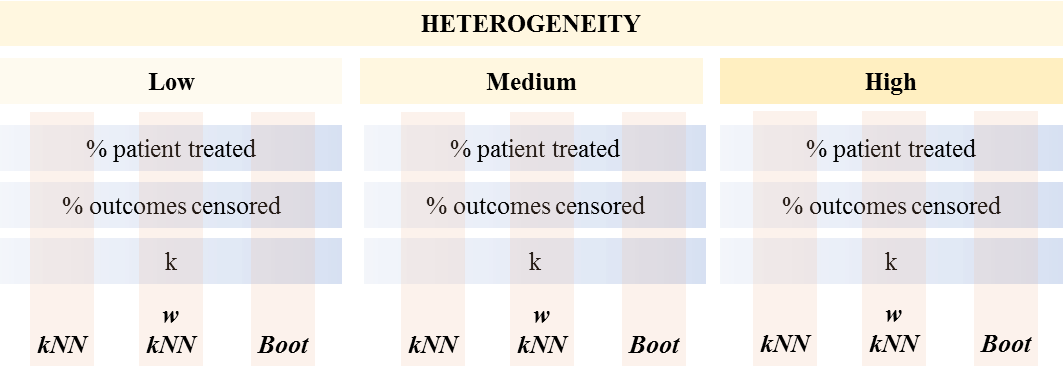 HETEROGENEITY
Low Medium High
% patient treated % patient treated % patient treated
% outcomes censored % outcomes censored % outcomes censored
k k k
w w w
kNN kNN Boot kNN kNN Boot kNN kNN Boot